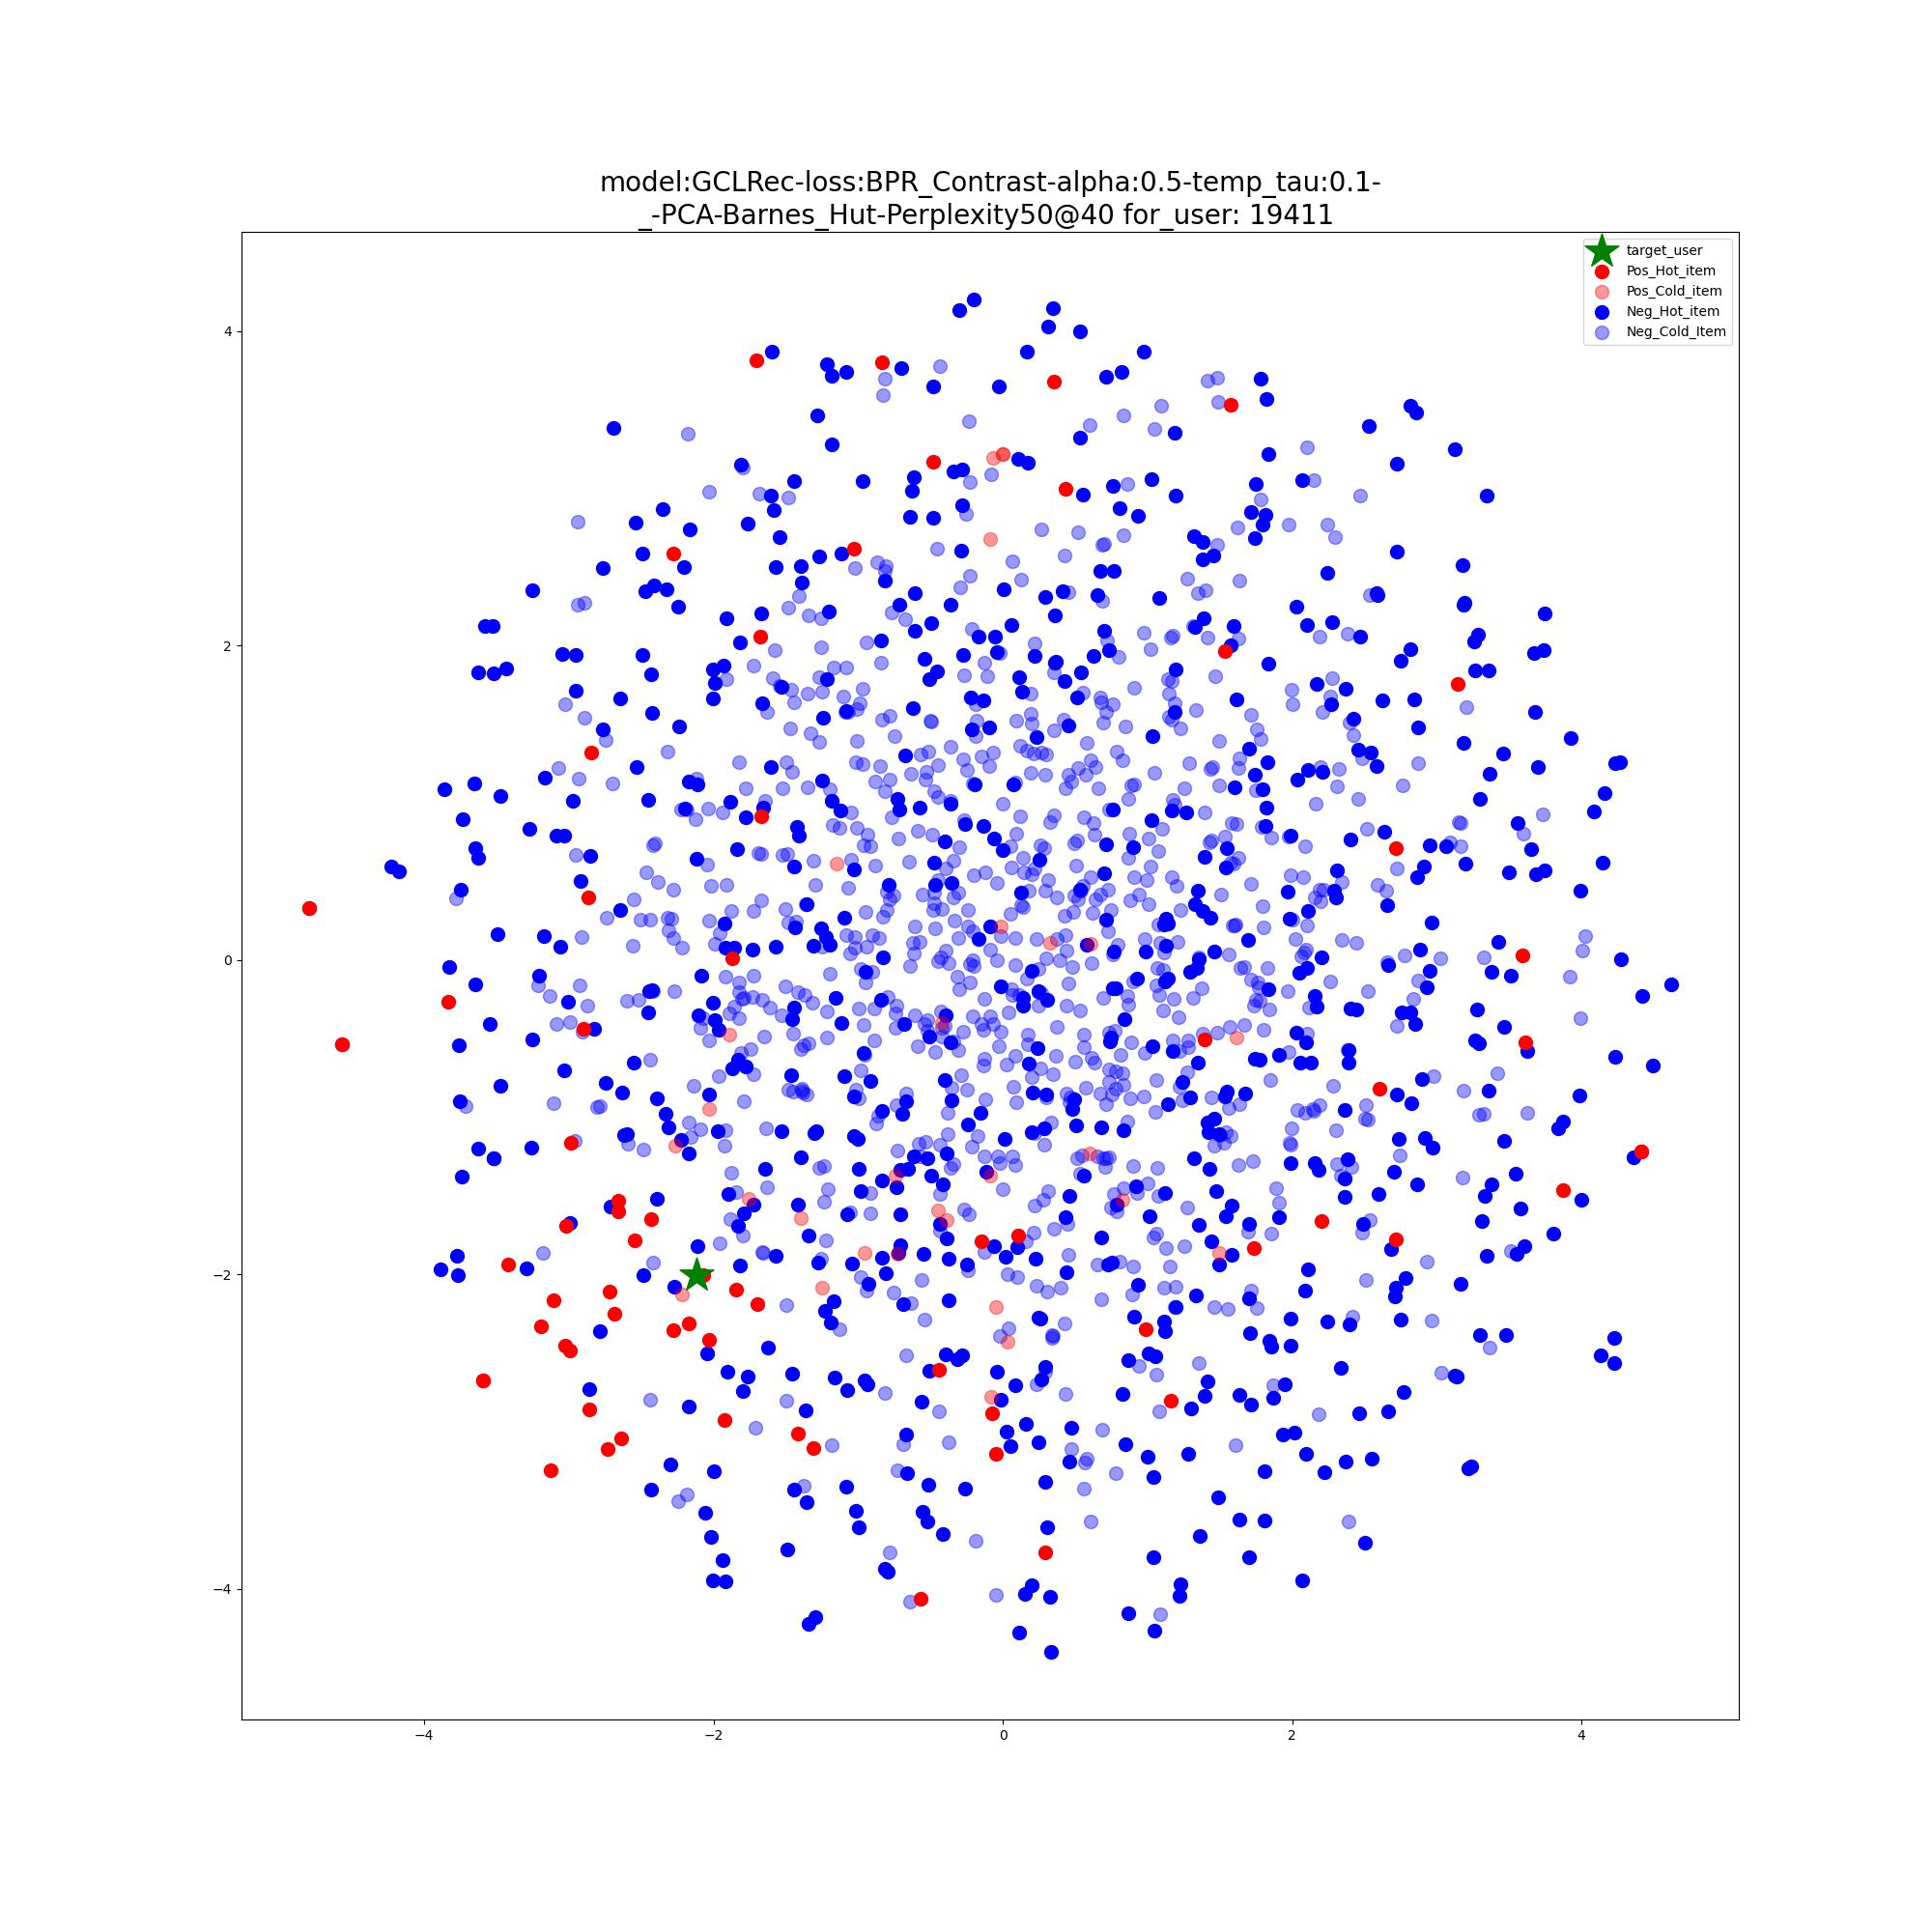 model:GCLRec-loss:BPR_Contrast-alpha:0.5-temp_tau:0.1-
_-PCA-Barnes_Hut-Perplexity50@40 for_user: 19411
target_user
Pos_Hot_item
Pos_Cold_item
Neg_Hot_item
Neg_Cold_Item
4
2
0
−2
−4
−4
−2
0
2
4